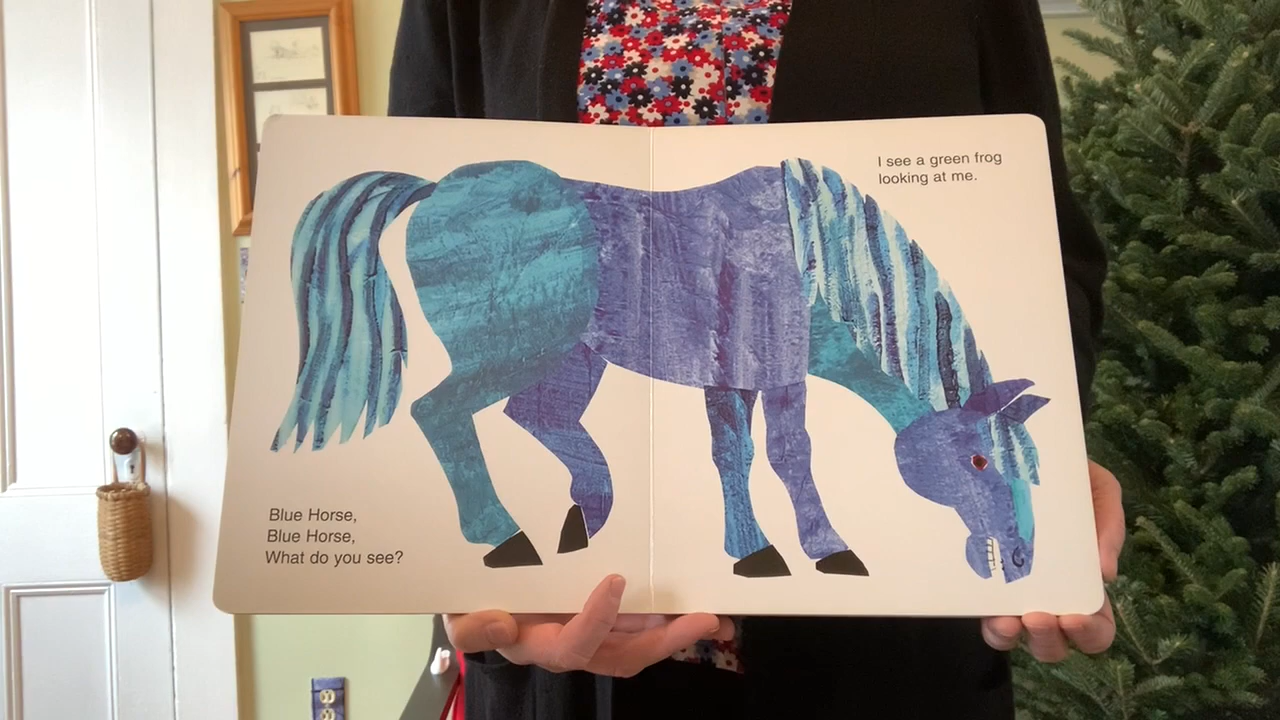 Blue Horse,
Blue Horse,
What do you see?
I see a green frog
looking at me.